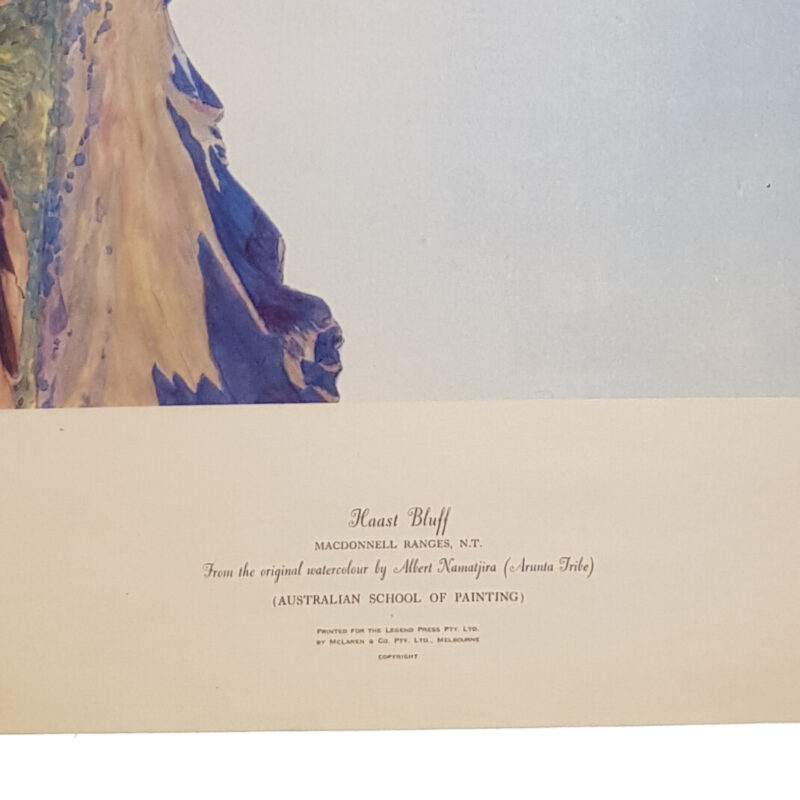 Haast Bluff
MACDONNELL RANGES, N.T.
From the original watercolour by Albert Namatjira (Arunta Tribe)
(AUSTRALIAN SCHOOL OF PAINTING)
PRINTED FOR THE LEGEND PRESS PTY. LTD.
BY MCLAREN & CO. PTY. LTD., MELBOURNE
COPYRIGHT